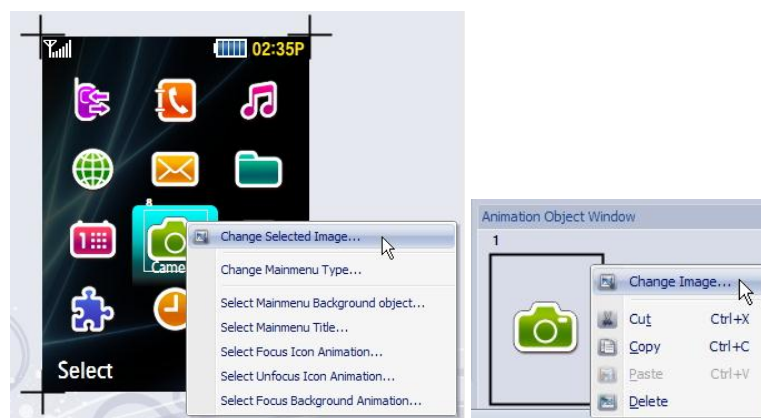 02:35P
8
Came
Select
Change Selected Image...
Change Mainmenu Type...
Select Mainmenu Background object...
Select Mainmenu Title...
Select Focus Icon Animation...
Select Unfocus Icon Animation...
Select Focus Background Animation...
Animation Object Window
1
Change Image...
Cut Ctrl+X
Copy Ctrl+C
Paste Ctrl+V
Delete